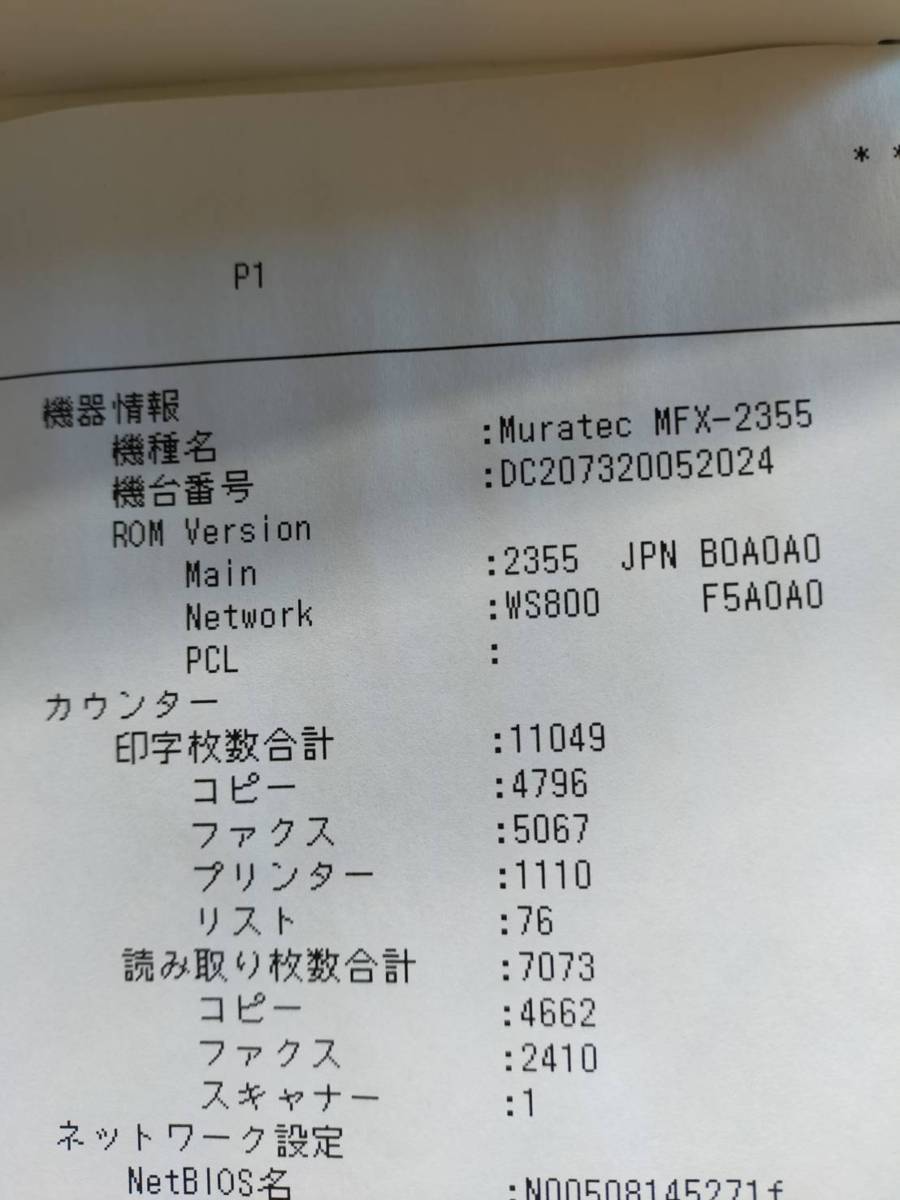 * *
P1
機器情報
機種名 :Muratec MFX-2355
機台番号 :DC207320052024
ROM Version
Main :2355 JPN B0A0A0
Network :WS800 F5A0A0
PCL :
カウンター
印字枚数合計 :11049
コピー :4796
ファクス :5067
プリンター :1110
リスト :76
読み取り枚数合計 :7073
コピー :4662
ファクス :2410
スキャナー :1
ネットワーク設定
NetBIOS名 :N00508145271f